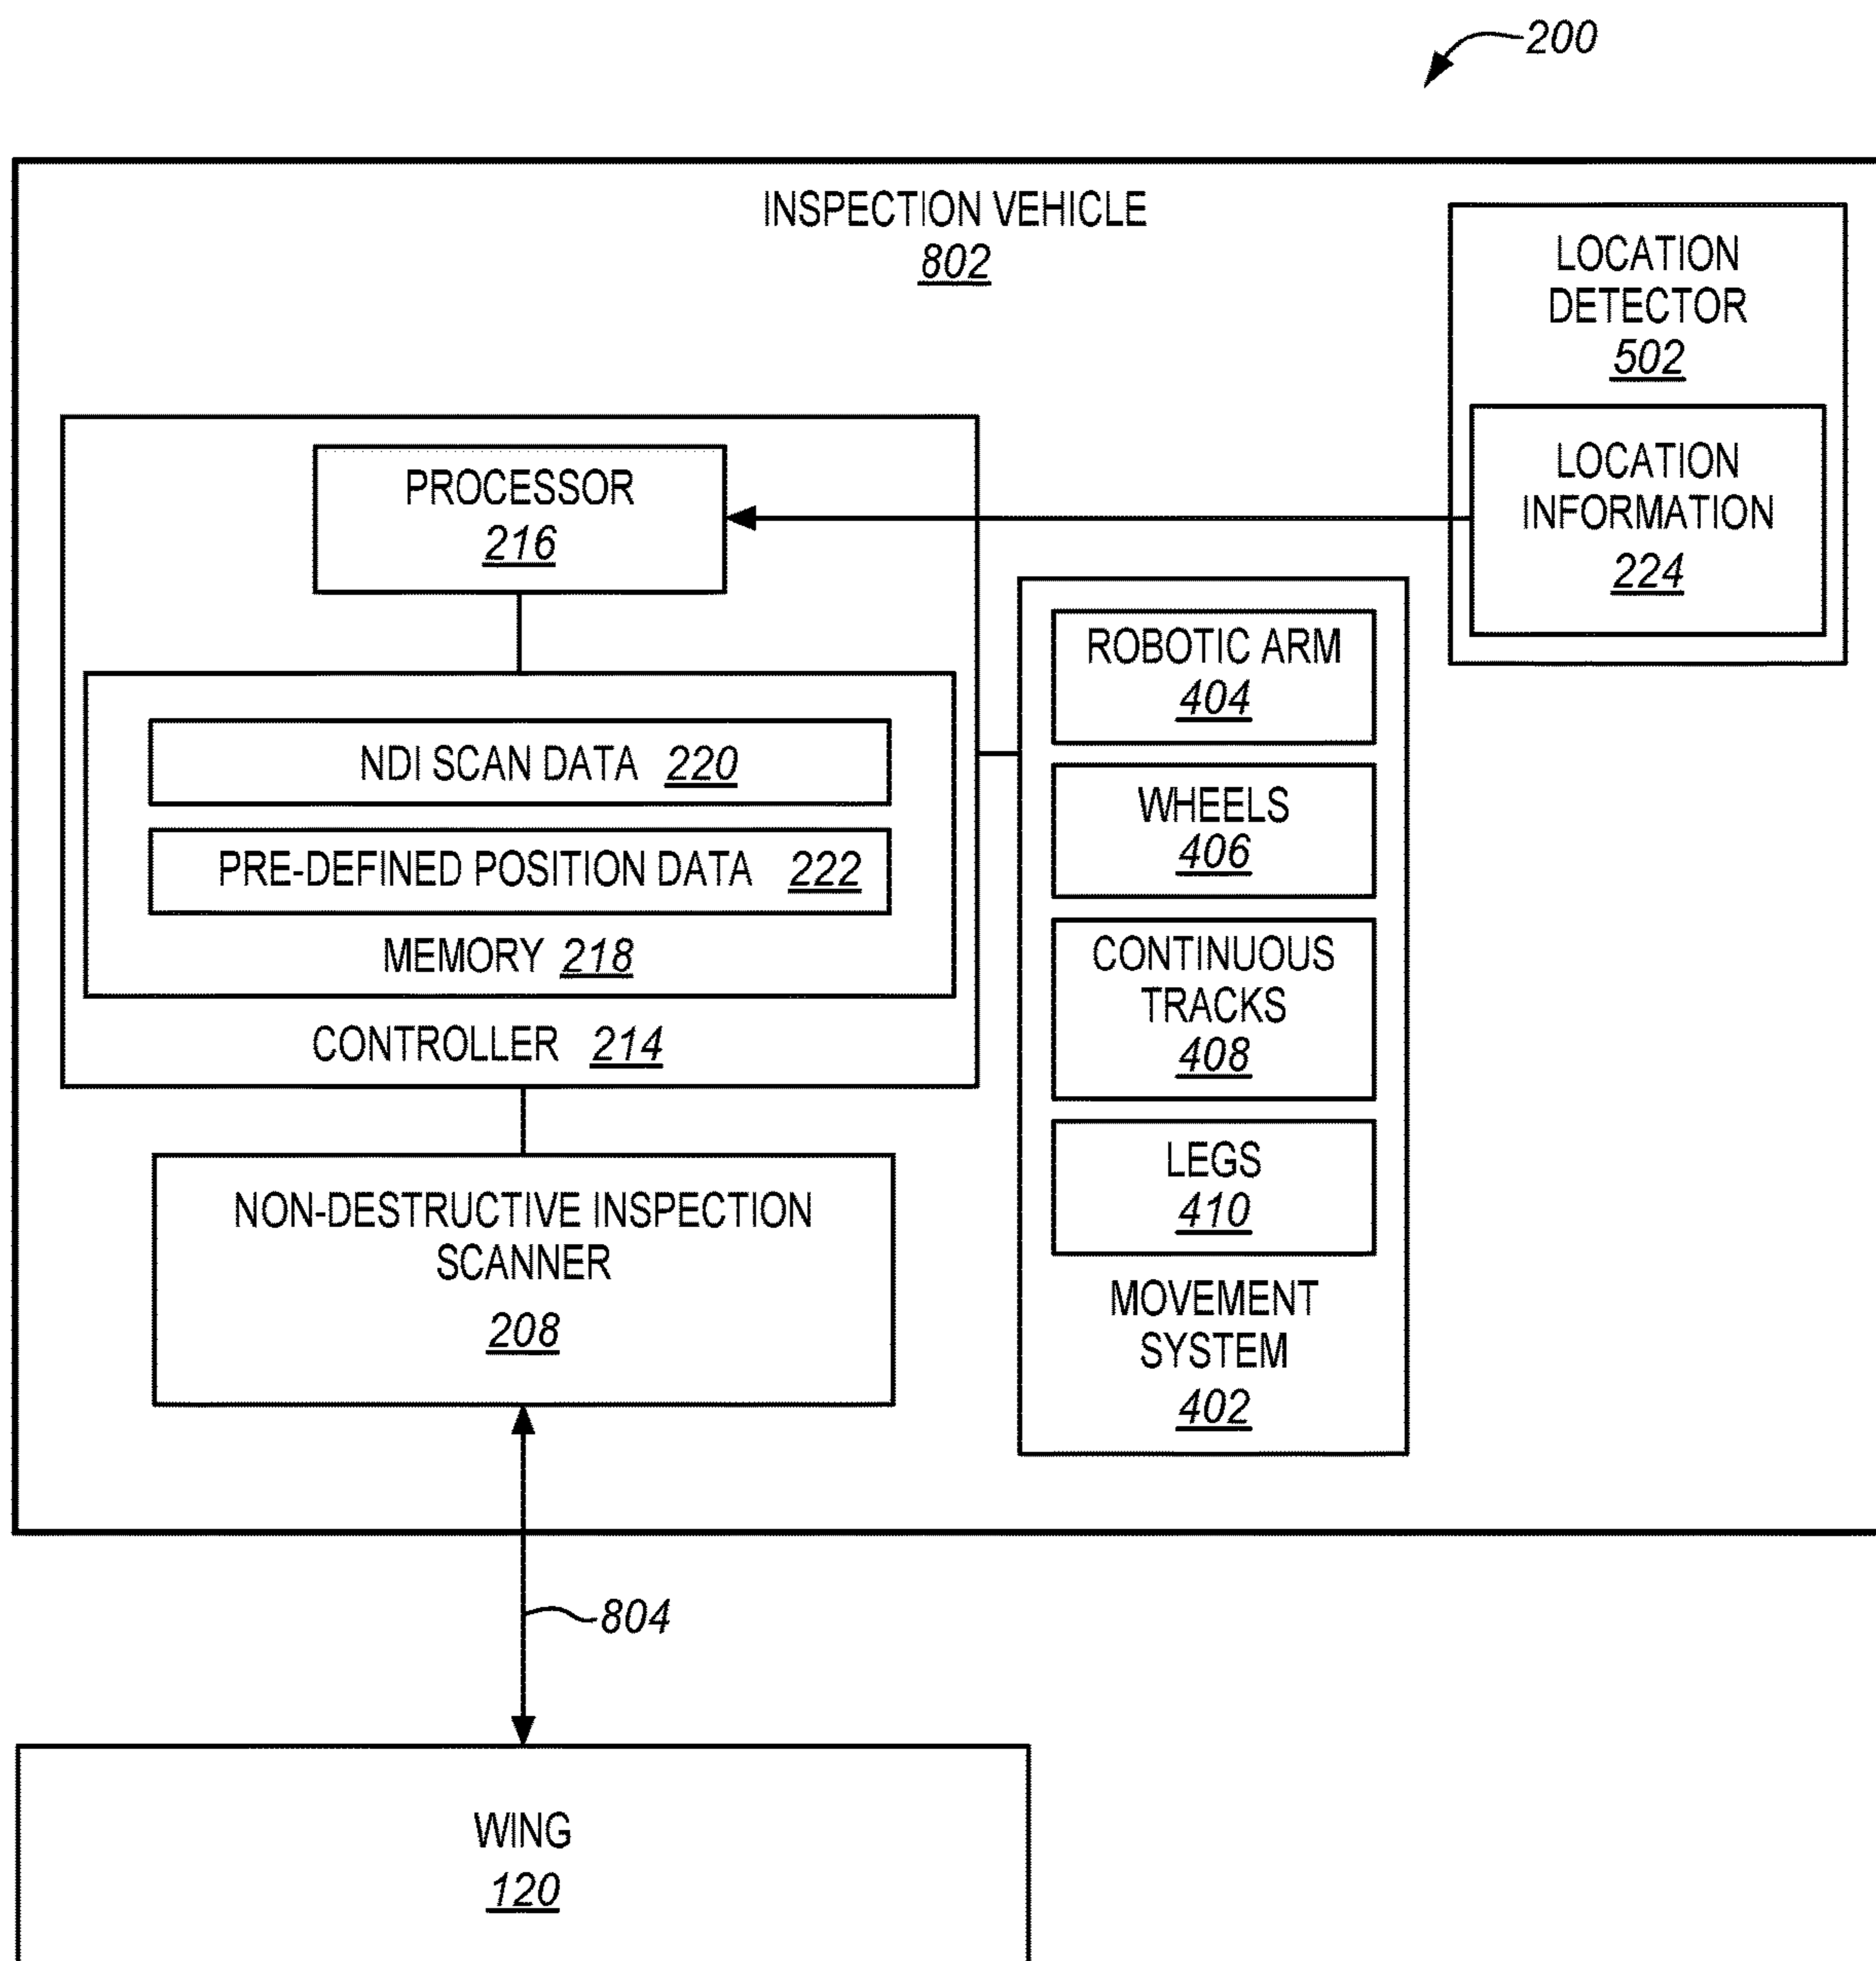 200
INSPECTION VEHICLE
802
LOCATION
DETECTOR
502
LOCATION
INFORMATION
224
PROCESSOR
216
NDI SCAN DATA 220
PRE-DEFINED POSITION DATA 222
MEMORY 218
CONTROLLER 214
ROBOTIC ARM
404
WHEELS
406
CONTINUOUS
TRACKS
408
LEGS
410
MOVEMENT
SYSTEM
402
NON-DESTRUCTIVE INSPECTION
SCANNER
208
804
WING
120